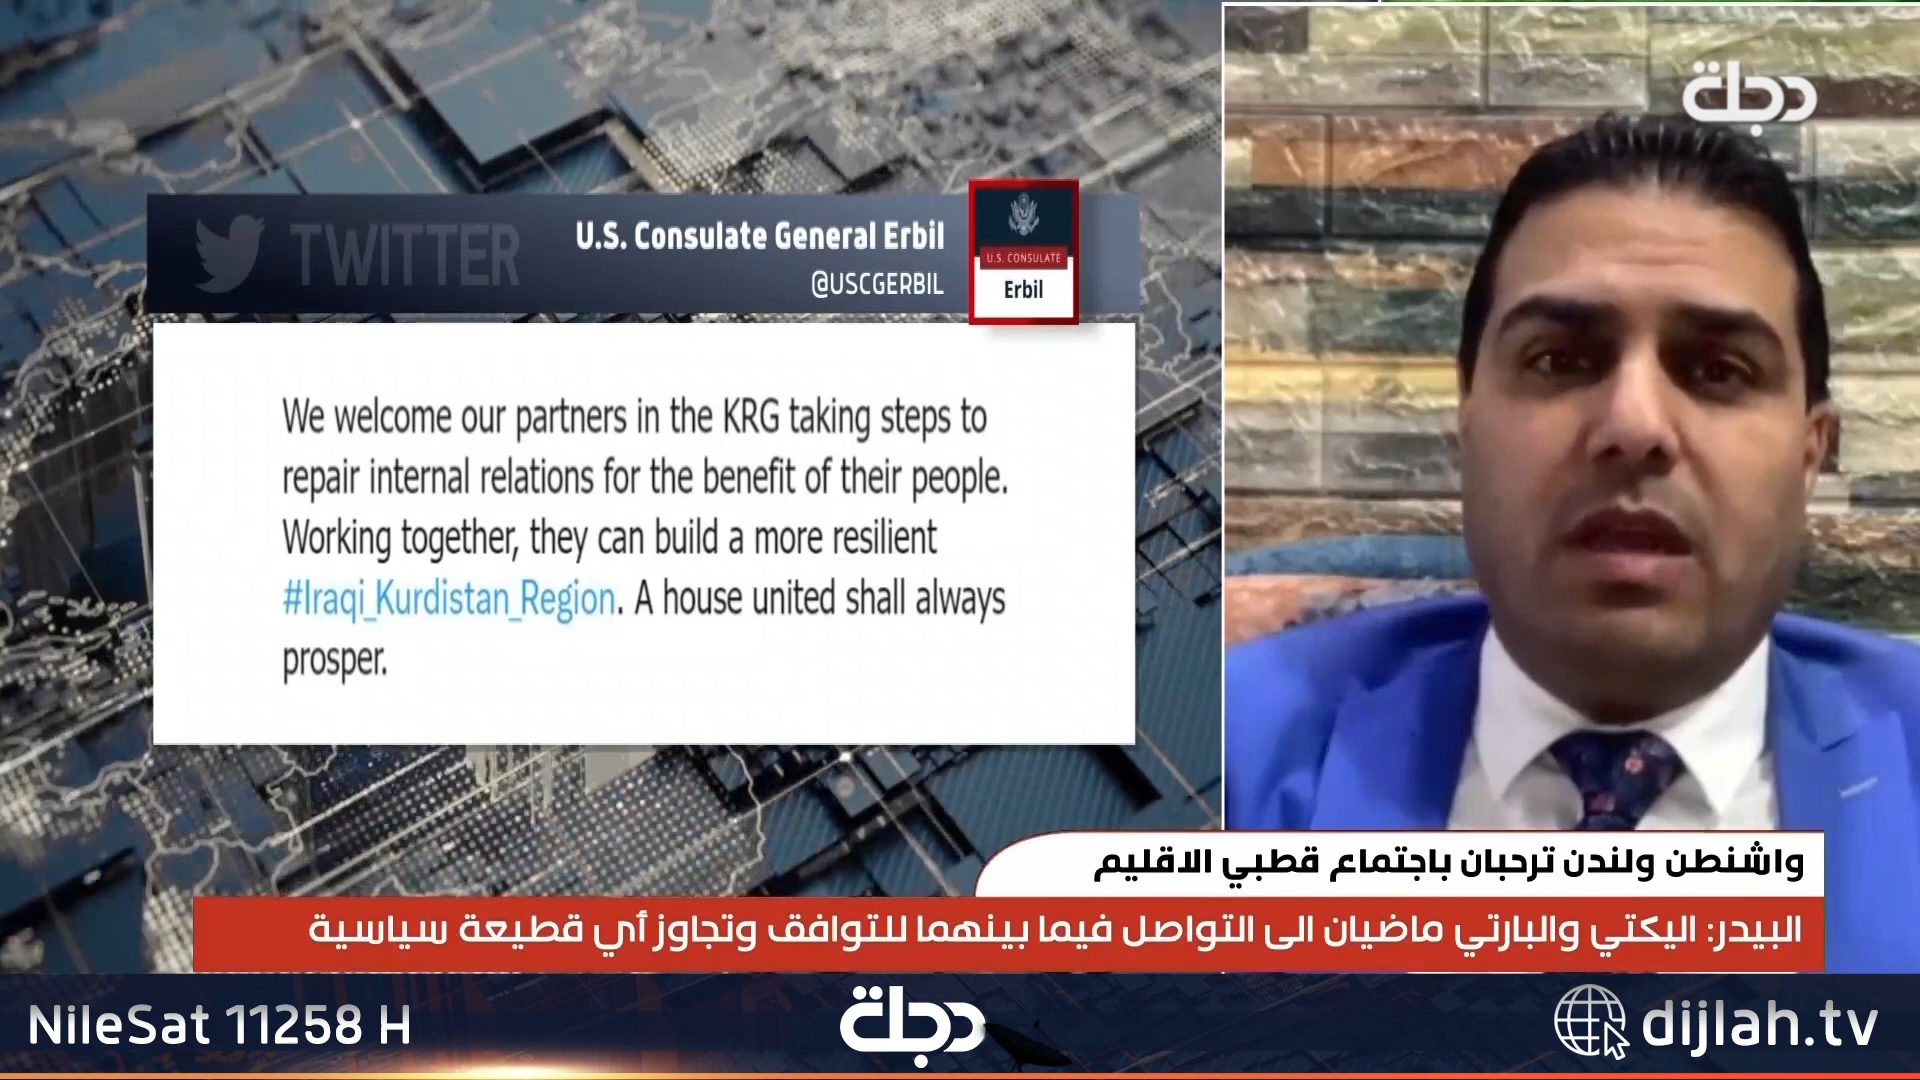 دجلة
TWITTER
U.S. Consulate General Erbil
@USCGERBIL
U.S. CONSULATE
Erbil
We welcome our partners in the KRG taking steps to
repair internal relations for the benefit of their people.
Working together, they can build a more resilient
#Iraqi_Kurdistan_Region. A house united shall always
prosper.
واشنطن ولندن ترحبان باجتماع قطبي الاقليم
البيدر: اليكتي والبارتي ماضيان الى التواصل فيما بينهما للتوافق وتجاوز أي قطيعة سياسية
NileSat 11258 H
دجلة
dijlah.tv